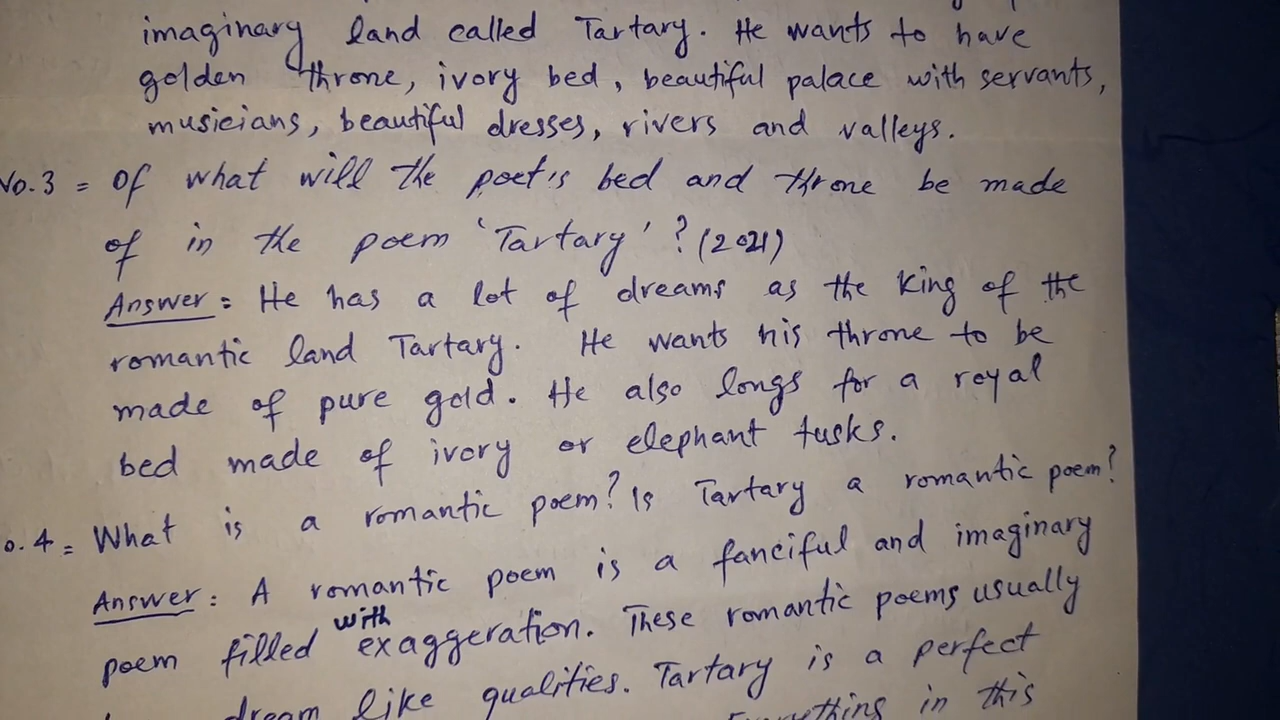 imaginary land called Tartary. He wants to have
golden throne, ivory bed, beautiful palace with servants,
musicians, beautiful dresses, rivers and valleys.
No.3 = Of what will the poet's bed and throne be made
of in the poem 'Tartary'? (2021)
Answer: He has a lot of dreams as the king of the
romantic land Tartary. He wants his throne to be
made of pure gold. He also longs for a royal
bed made of ivory or elephant tusks.
o.4 = What is a romantic poem? Is Tartary a romantic poem?
Answer: A romantic poem is a fanciful and imaginary
poem filled with exaggeration. These romantic poems usually
dream like qualities. Tartary is a perfect
in this